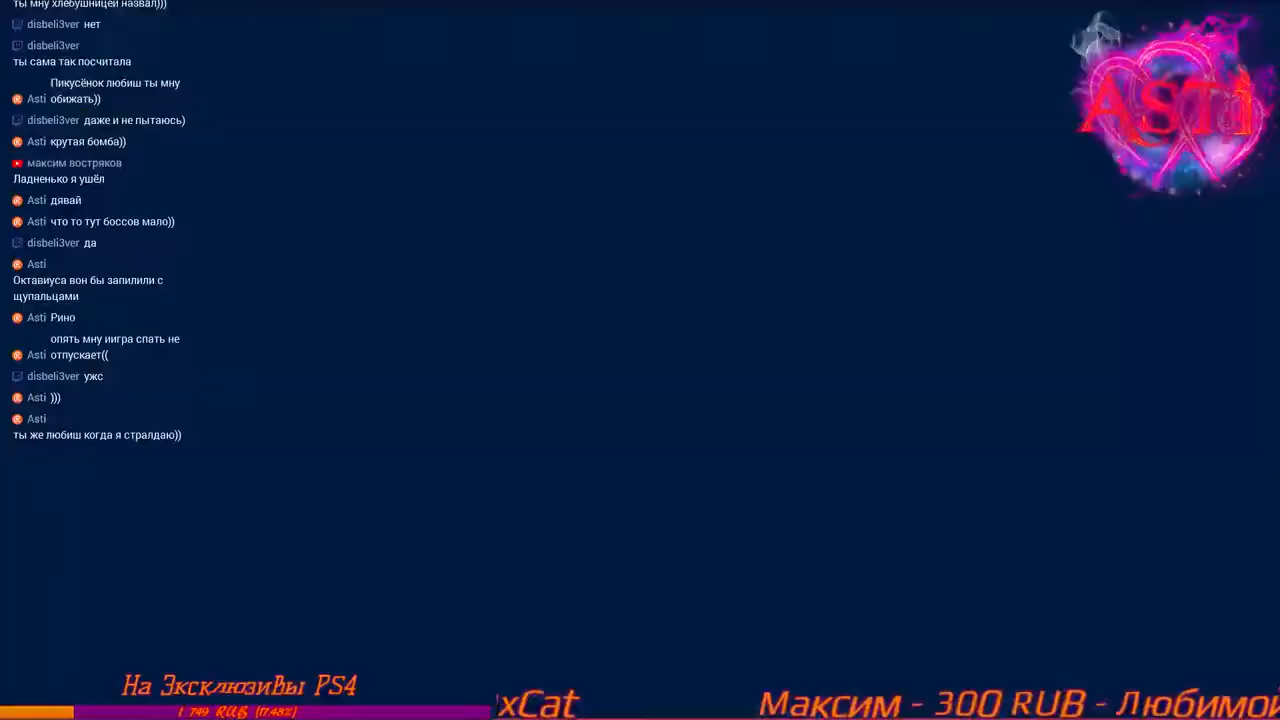 ты мну хлебушницей назвал)))
disbeli3ver нет
disbeli3ver
ты сама так посчитала
Пикусёнок любиш ты мну
Asti обижать))
disbeli3ver даже и не пытаюсь)
Asti крутая бомба))
максим востряков
Ладненько я ушёл
Asti дявай
Asti что то тут боссов мало))
disbeli3ver да
Asti
Октавиуса вон бы запилили с
щупальцами
Asti Рино
опять мну иигра спать не
Asti отпускает((
disbeli3ver ужс
Asti )))
Asti
ты же любиш когда я стралдаю))
ASTi
На ЭксклюзиВы PS4
1 749 RUB (17.48%)
xCat
Максим - 300 RUB - Любимой